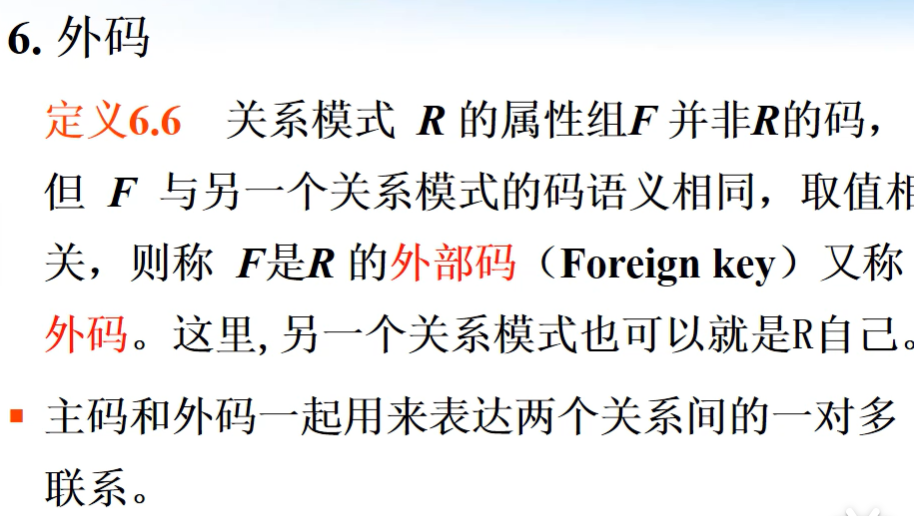 6. 外码
定义6.6 关系模式 R 的属性组F 并非R的码，
但 F 与另一个关系模式的码语义相同，取值相
关，则称 F是R 的外部码（Foreign key）又称
外码。这里, 另一个关系模式也可以就是R自己。
主码和外码一起用来表达两个关系间的一对多
联系。